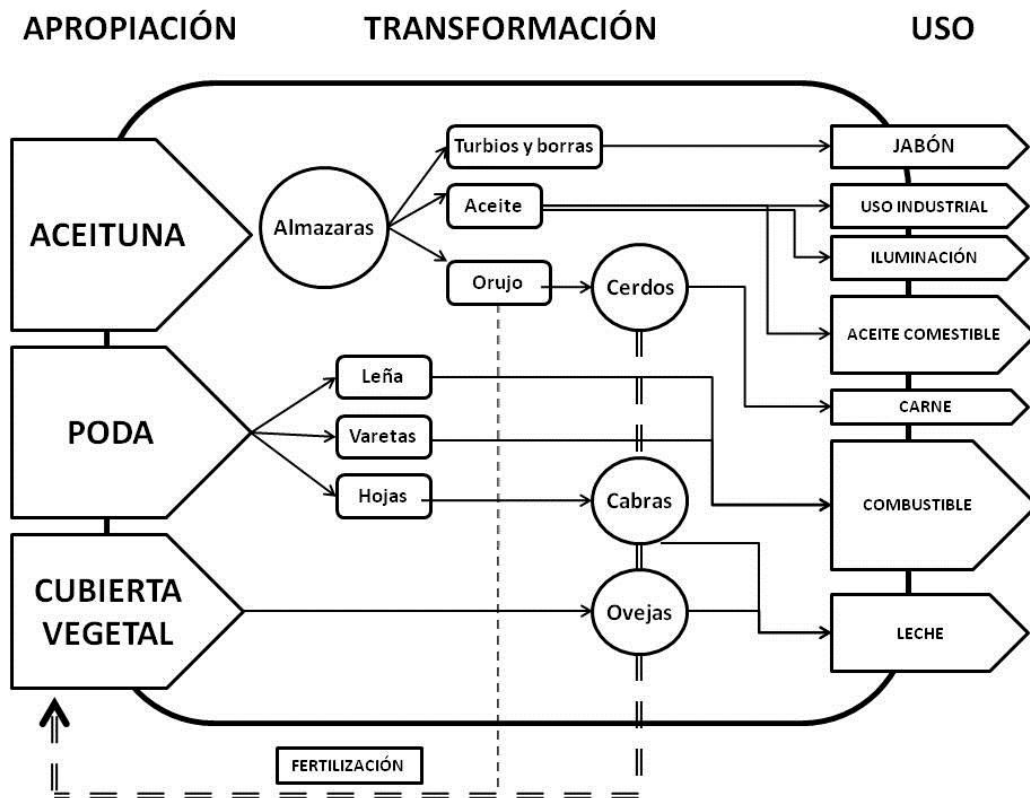 APROPIACIÓN
TRANSFORMACIÓN
USO
ACEITUNA
Almazaras
Turbios y borras
Aceite
Orujo
Cerdos
JABÓN
USO INDUSTRIAL
ILUMINACIÓN
ACEITE COMESTIBLE
CARNE
PODA
Leña
Varetas
Hojas
Cabras
COMBUSTIBLE
CUBIERTA
VEGETAL
Ovejas
LECHE
FERTILIZACIÓN